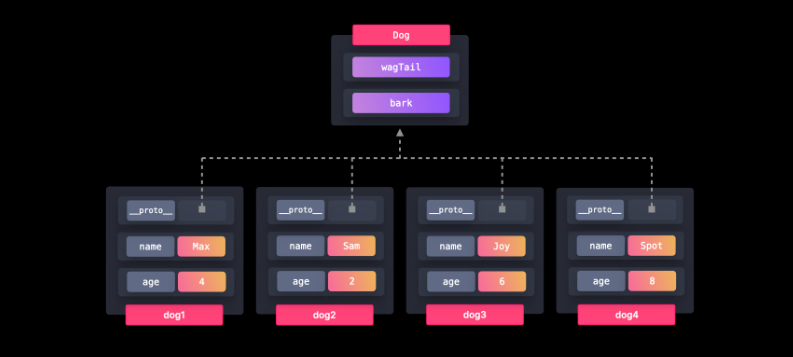 Dog
wagTail
bark
__proto__ __proto__ __proto__ __proto__
name Max name Sam name Joy name Spot
age 4 age 2 age 6 age 8
dog1 dog2 dog3 dog4